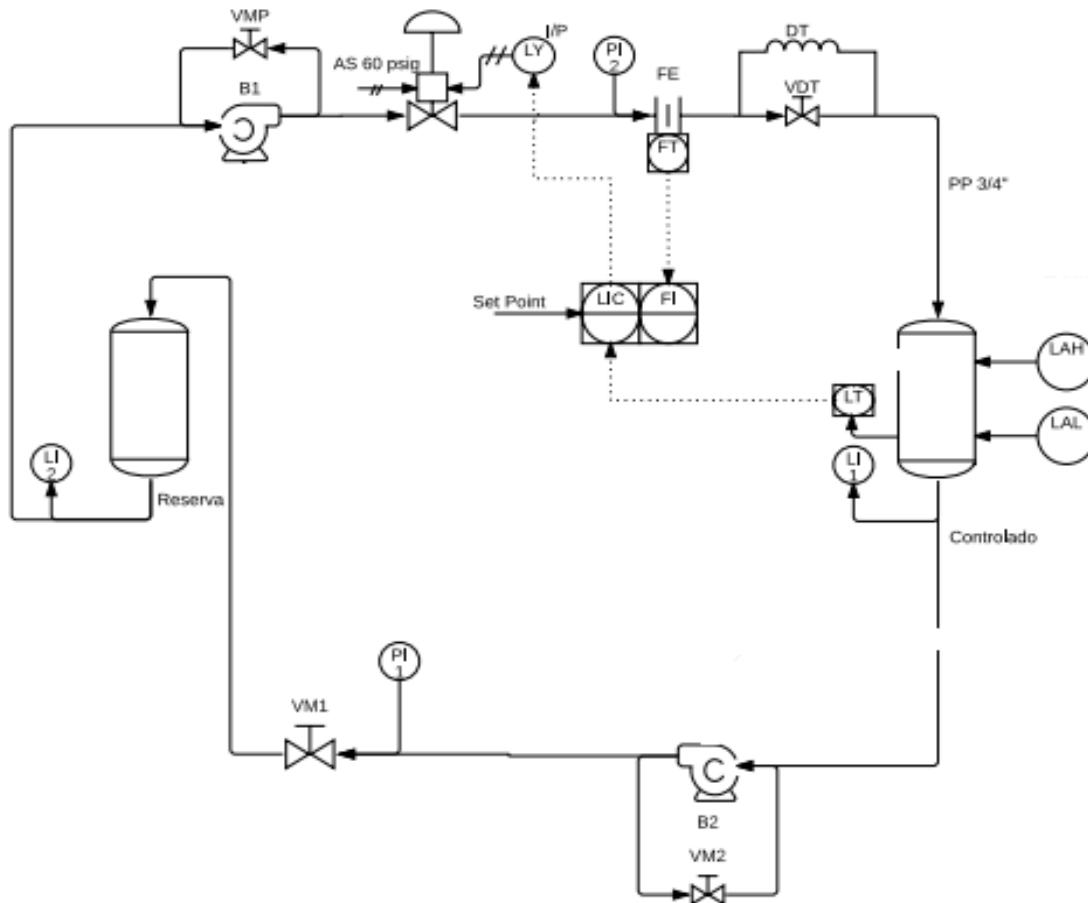 VMP
I/P
LY
AS 60 psig
PI
2
DT
FE
VDT
B1
C
FT
PP 3/4"
LIC
FI
Set Point
LAH
LT
LAL
LI
2
LI
1
Reserva
Controlado
PI
1
VM1
C
B2
VM2